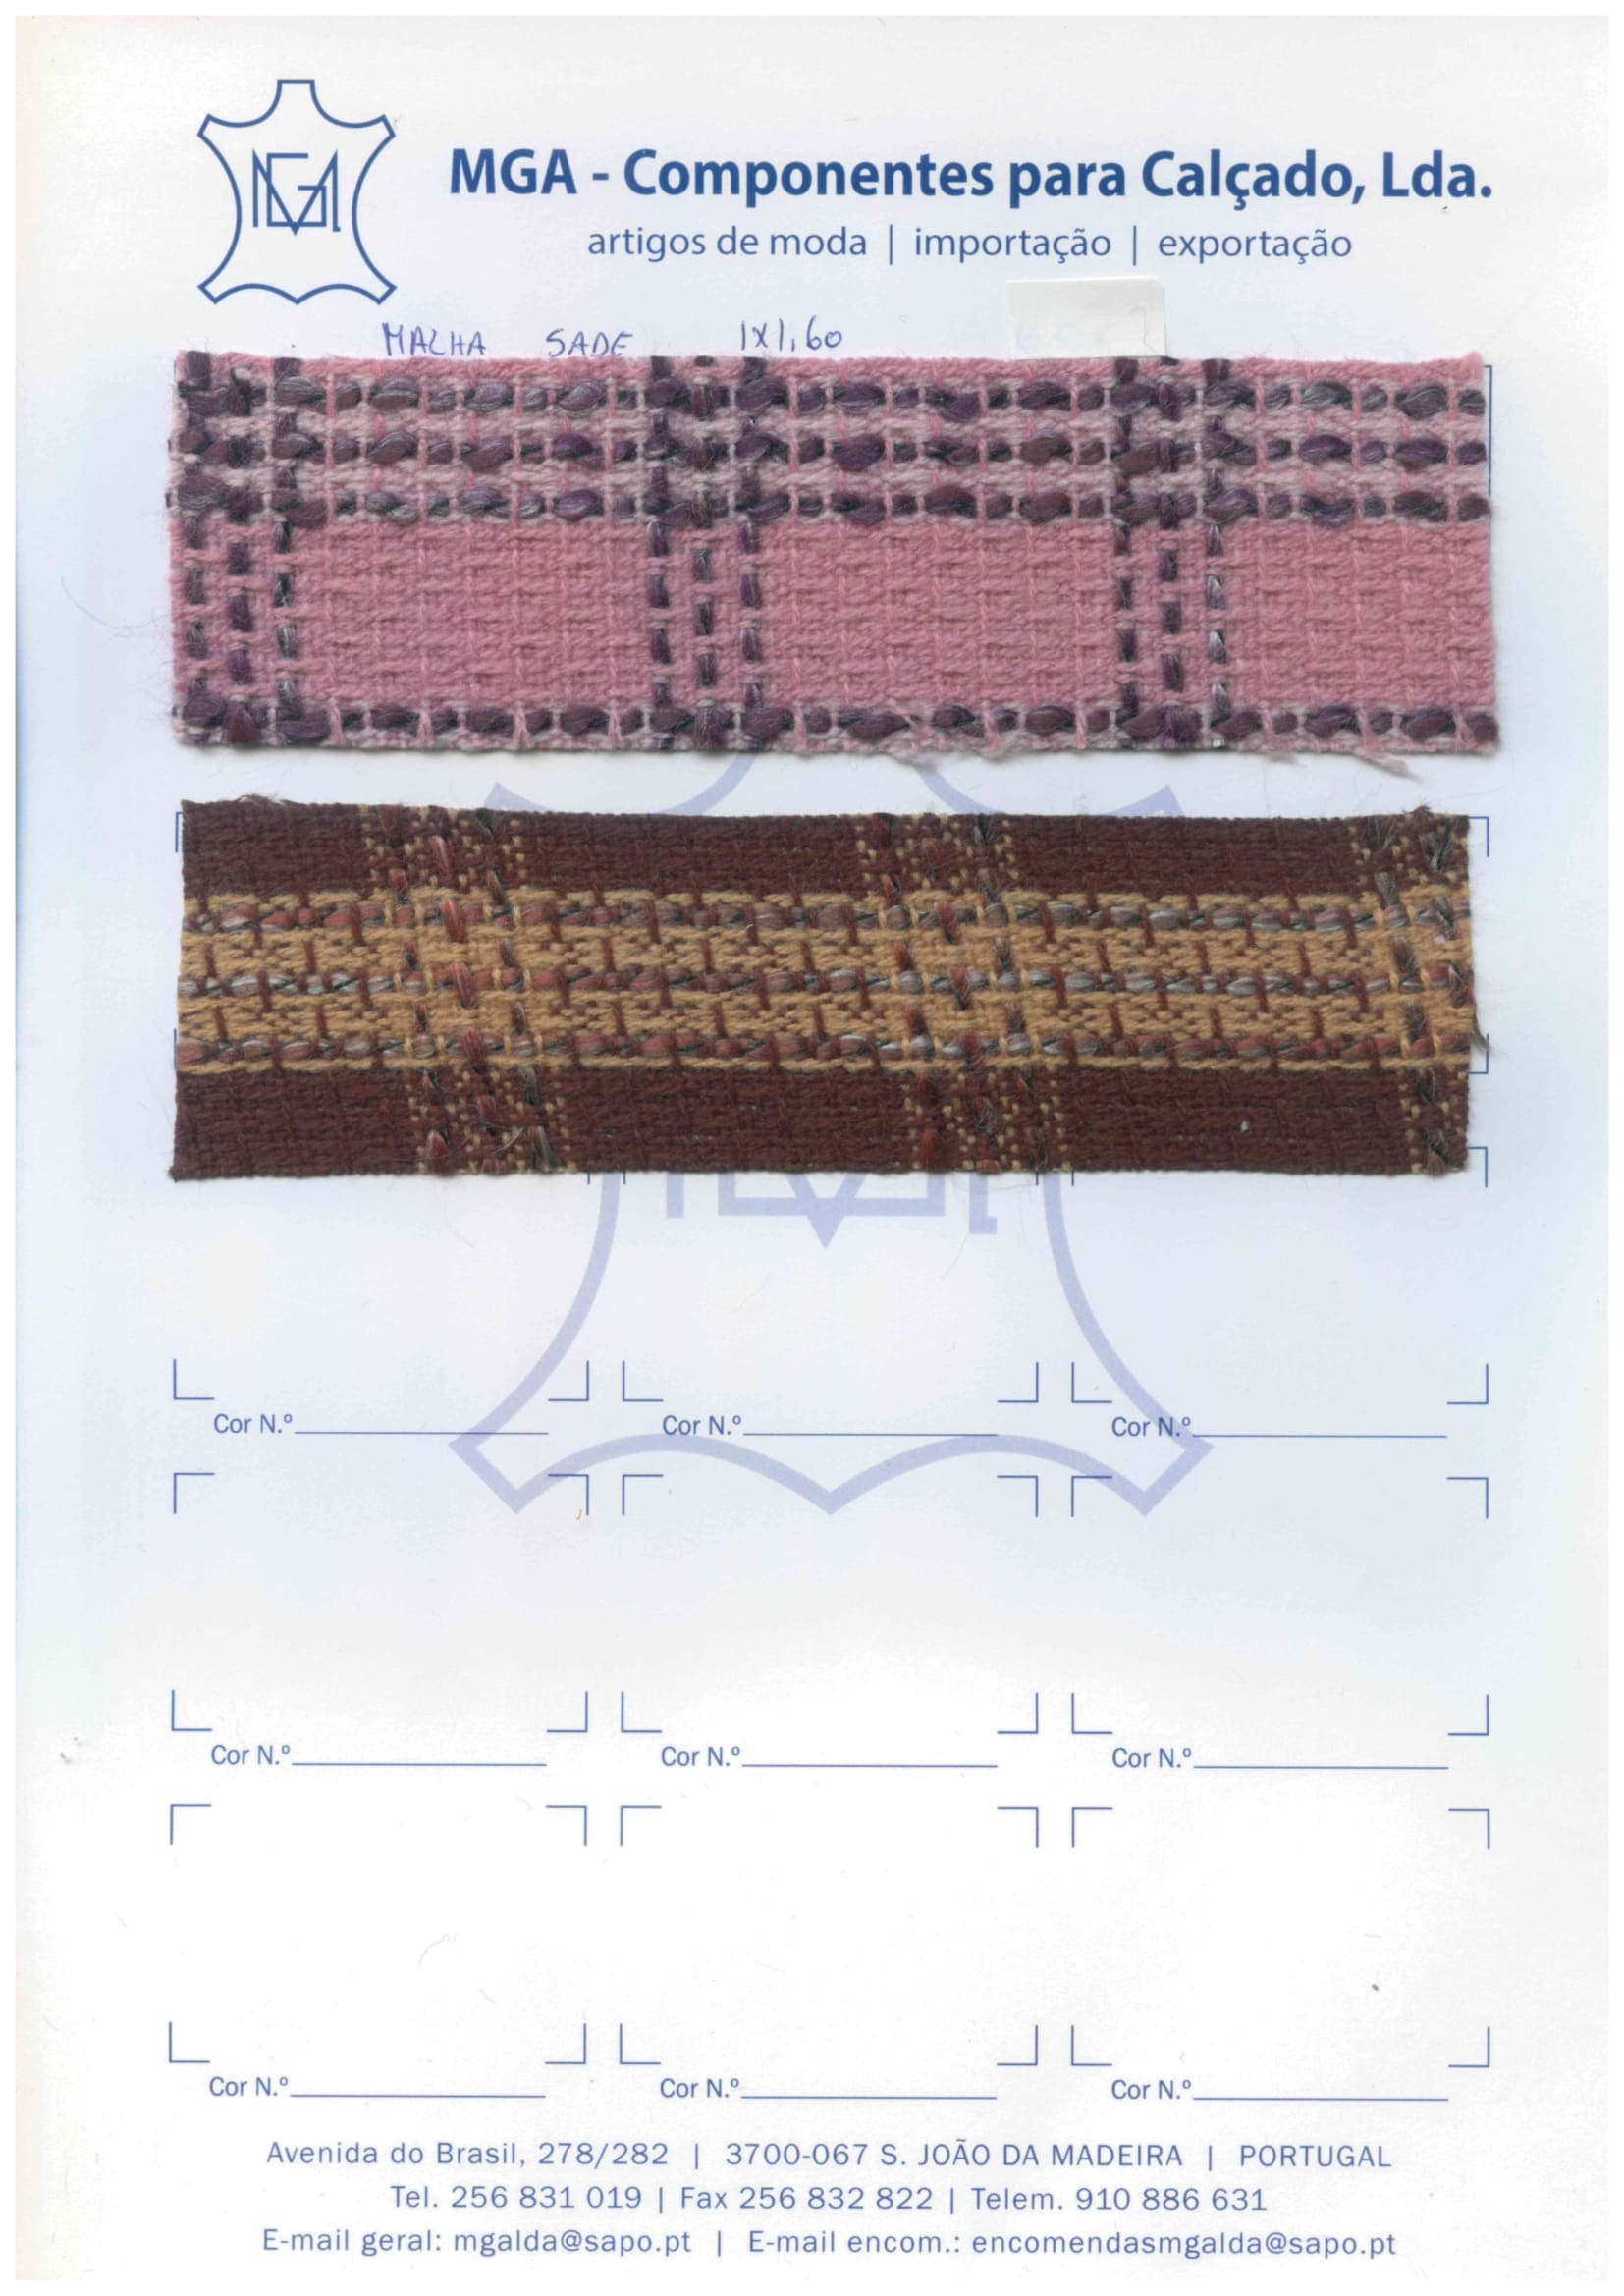 MGA
MGA - Componentes para Calçado, Lda.
artigos de moda | importação | exportação
MALHA SADE 1X1,60
Cor N.º Cor N.º Cor N.º
Cor N.º Cor N.º Cor N.º
Cor N.º Cor N.º Cor N.º
Avenida do Brasil, 278/282 | 3700-067 S. JOÃO DA MADEIRA | PORTUGAL
Tel. 256 831 019 | Fax 256 832 822 | Telem. 910 886 631
E-mail geral: mgalda@sapo.pt | E-mail encom.: encomendasmgalda@sapo.pt